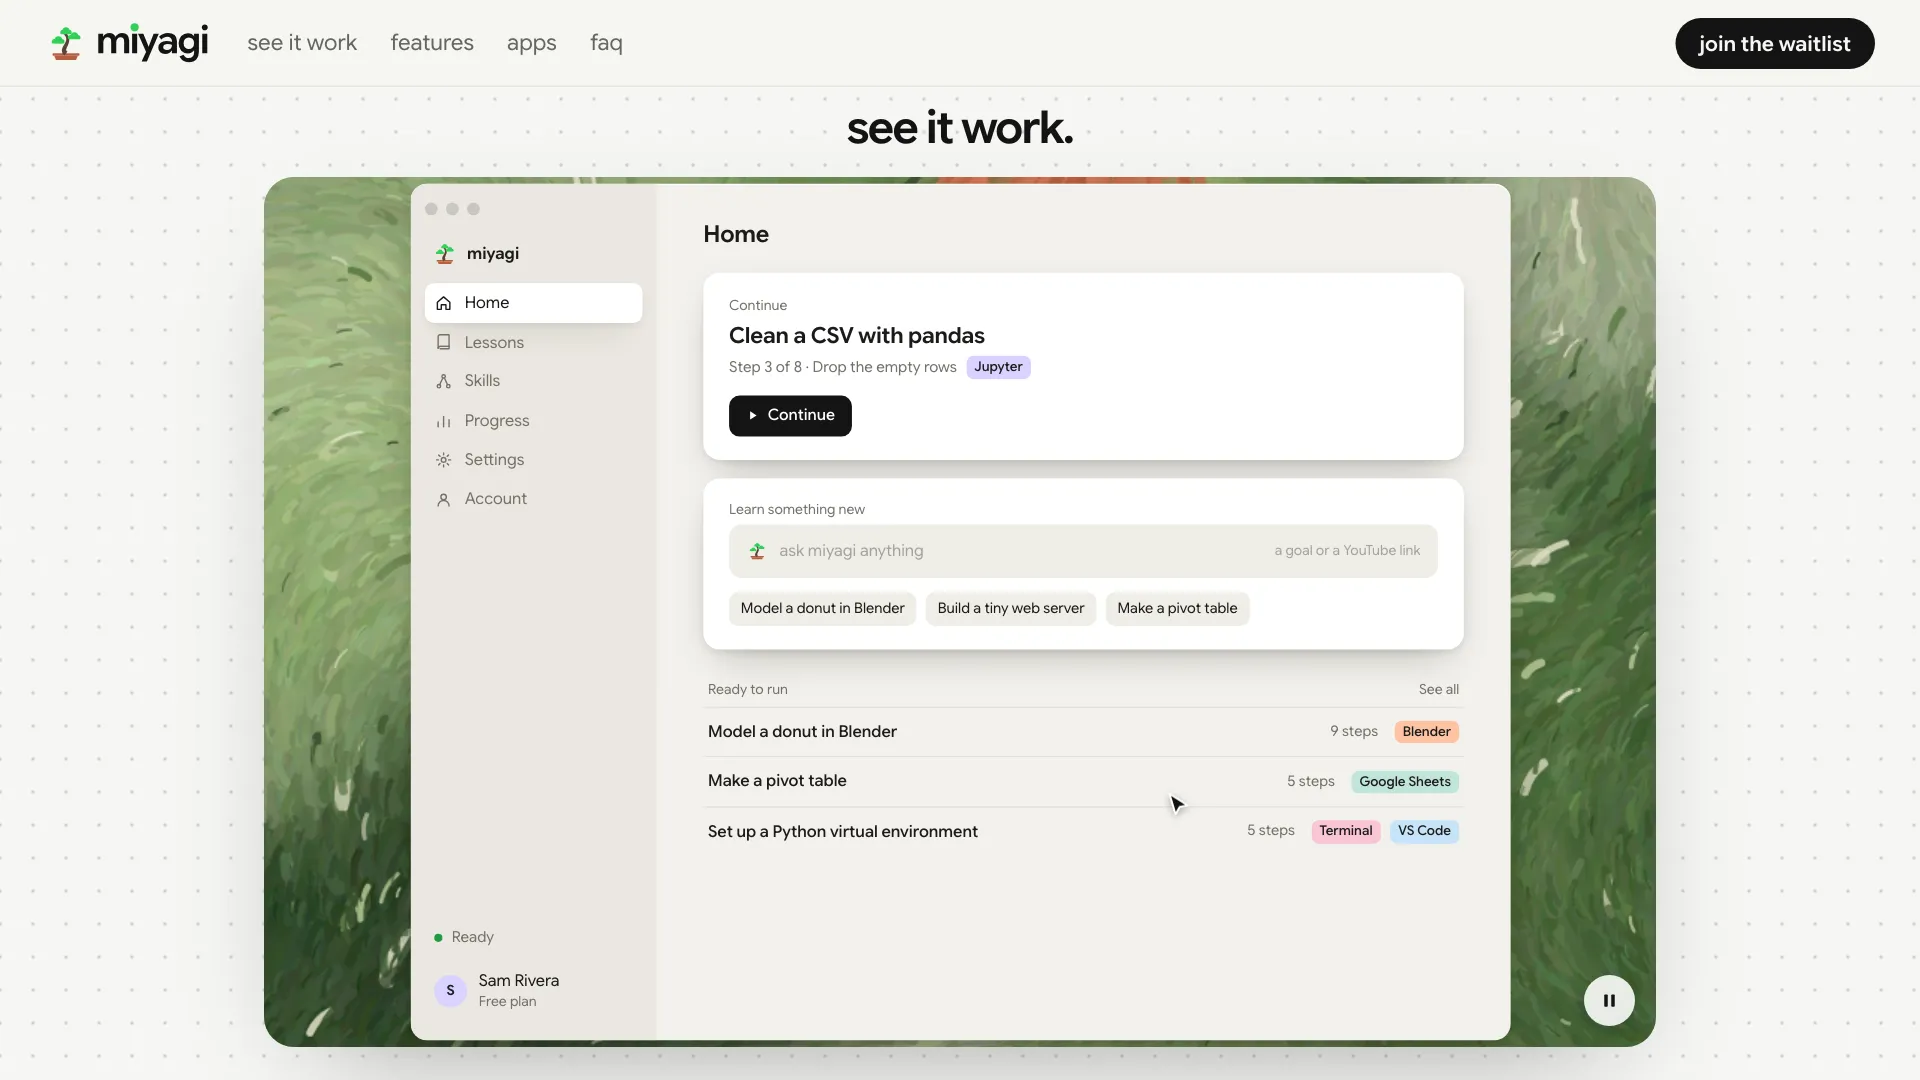 miyagi see it work features apps faq join the waitlist
see it work.
miyagi
Home
Lessons
Skills
Progress
Settings
Account
Ready
S
Sam Rivera
Free plan
Home
Continue
Clean a CSV with pandas
Step 3 of 8 · Drop the empty rows Jupyter
Continue
Learn something new
ask miyagi anything a goal or a YouTube link
Model a donut in Blender Build a tiny web server Make a pivot table
Ready to run See all
Model a donut in Blender 9 steps Blender
Make a pivot table 5 steps Google Sheets
Set up a Python virtual environment 5 steps Terminal VS Code